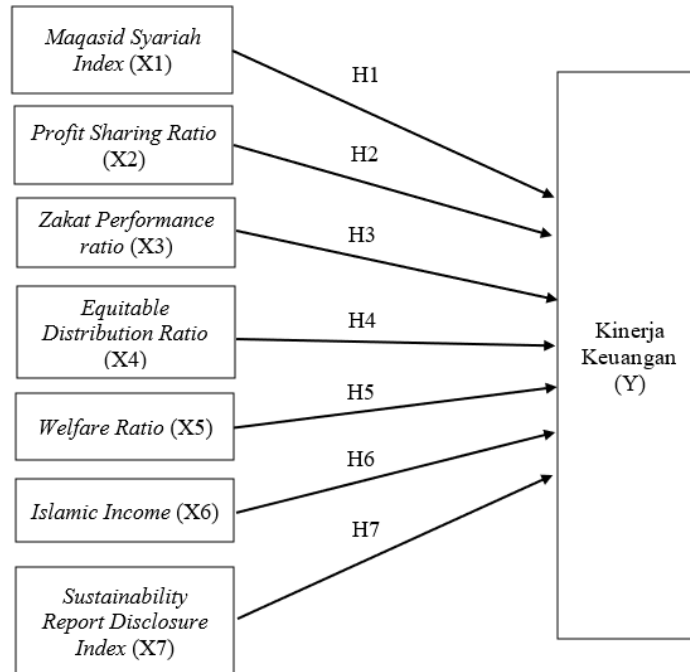 Maqasid Syariah
Index (X1)
H1
Profit Sharing Ratio
(X2)
H2
Zakat Performance
ratio (X3)
H3
Equitable
Distribution Ratio
(X4)
H4
Welfare Ratio (X5)
H5
Islamic Income (X6)
H6
Sustainability
Report Disclosure
Index (X7)
H7
Kinerja
Keuangan
(Y)